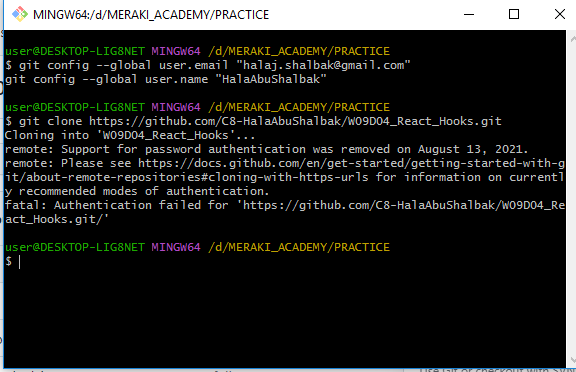 MINGW64:/d/MERAKI_ACADEMY/PRACTICE
user@DESKTOP-LIG8NET MINGW64 /d/MERAKI_ACADEMY/PRACTICE
$ git config --global user.email "halaj.shalbak@gmail.com"
git config --global user.name "HalaAbuShalbak"
user@DESKTOP-LIG8NET MINGW64 /d/MERAKI_ACADEMY/PRACTICE
$ git clone https://github.com/C8-HalaAbuShalbak/W09D04_React_Hooks.git
Cloning into 'W09D04_React_Hooks'...
remote: Support for password authentication was removed on August 13, 2021.
remote: Please see https://docs.github.com/en/get-started/getting-started-with-g
it/about-remote-repositories#cloning-with-https-urls for information on currentl
y recommended modes of authentication.
fatal: Authentication failed for 'https://github.com/C8-HalaAbuShalbak/W09D04_Re
act_Hooks.git/'
user@DESKTOP-LIG8NET MINGW64 /d/MERAKI_ACADEMY/PRACTICE
$